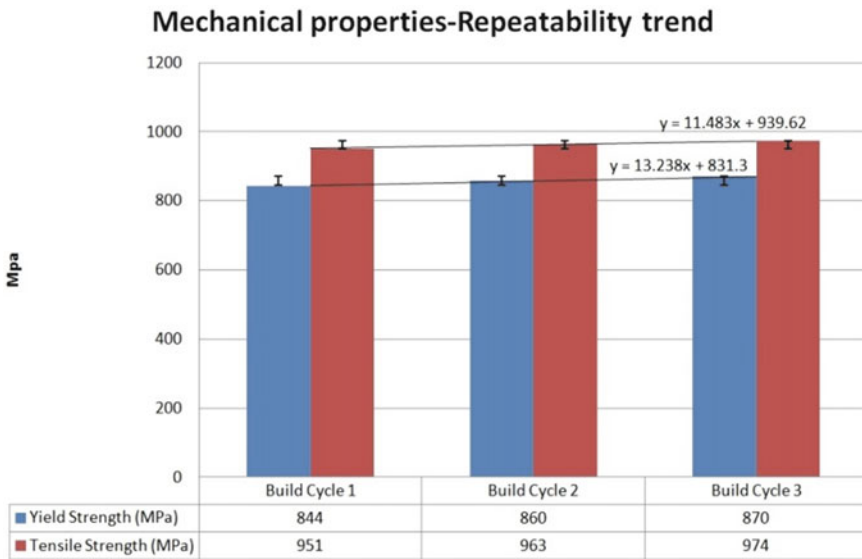 Mechanical properties-Repeatability trend
1200
1000
800
600
400
200
0
Mpa
y = 11.483x + 939.62
y = 13.238x + 831.3
Build Cycle 1 Build Cycle 2 Build Cycle 3
Yield Strength (MPa) 844 860 870
Tensile Strength (MPa) 951 963 974